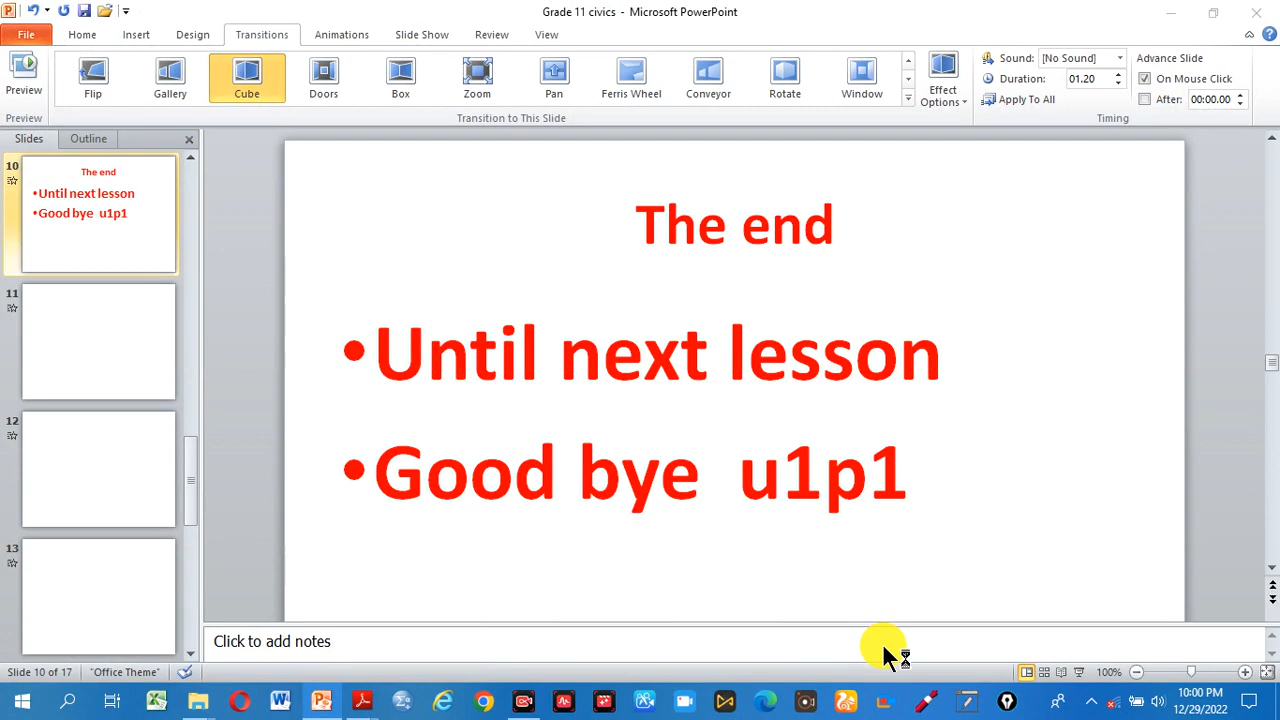 Grade 11 civics - Microsoft PowerPoint
File Home Insert Design Transitions Animations Slide Show Review View
Preview
Flip Gallery Cube Doors Box Zoom Pan Ferris Wheel Conveyor Rotate Window
Effect Options
Sound: [No Sound]
Duration: 01.20
Apply To All
Advance Slide
On Mouse Click
After: 00:00.00
Preview Transition to This Slide Timing
Slides Outline
10
The end
•Until next lesson
•Good bye u1p1
11
12
13
The end
•Until next lesson
•Good bye u1p1
Click to add notes
Slide 10 of 17 "Office Theme" 100%
10:00 PM
12/29/2022